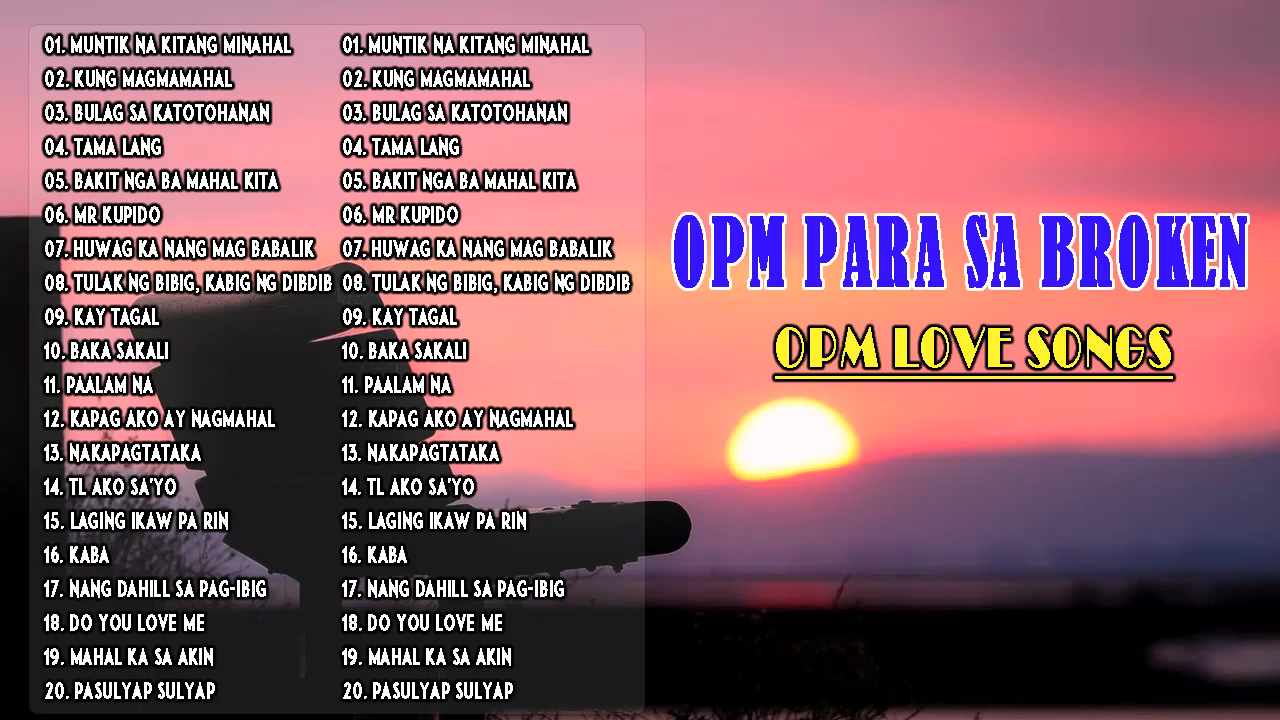 01. MUNTIK NA KITANG MINAHAL
02. KUNG MAGMAMAHAL
03. BULAG SA KATOTOHANAN
04. TAMA LANG
05. BAKIT NGA BA MAHAL KITA
06. MR KUPIDO
07. HUWAG KA NANG MAG BABALIK
08. TULAK NG BIBIG, KABIG NG DIBDIB
09. KAY TAGAL
10. BAKA SAKALI
11. PAALAM NA
12. KAPAG AKO AY NAGMAHAL
13. NAKAPAGTATAKA
14. TL AKO SA'YO
15. LAGING IKAW PA RIN
16. KABA
17. NANG DAHILL SA PAG-IBIG
18. DO YOU LOVE ME
19. MAHAL KA SA AKIN
20. PASULYAP SULYAP
01. MUNTIK NA KITANG MINAHAL
02. KUNG MAGMAMAHAL
03. BULAG SA KATOTOHANAN
04. TAMA LANG
05. BAKIT NGA BA MAHAL KITA
06. MR KUPIDO
07. HUWAG KA NANG MAG BABALIK
08. TULAK NG BIBIG, KABIG NG DIBDIB
09. KAY TAGAL
10. BAKA SAKALI
11. PAALAM NA
12. KAPAG AKO AY NAGMAHAL
13. NAKAPAGTATAKA
14. TL AKO SA'YO
15. LAGING IKAW PA RIN
16. KABA
17. NANG DAHILL SA PAG-IBIG
18. DO YOU LOVE ME
19. MAHAL KA SA AKIN
20. PASULYAP SULYAP
OPM PARA SA BROKEN
OPM LOVE SONGS